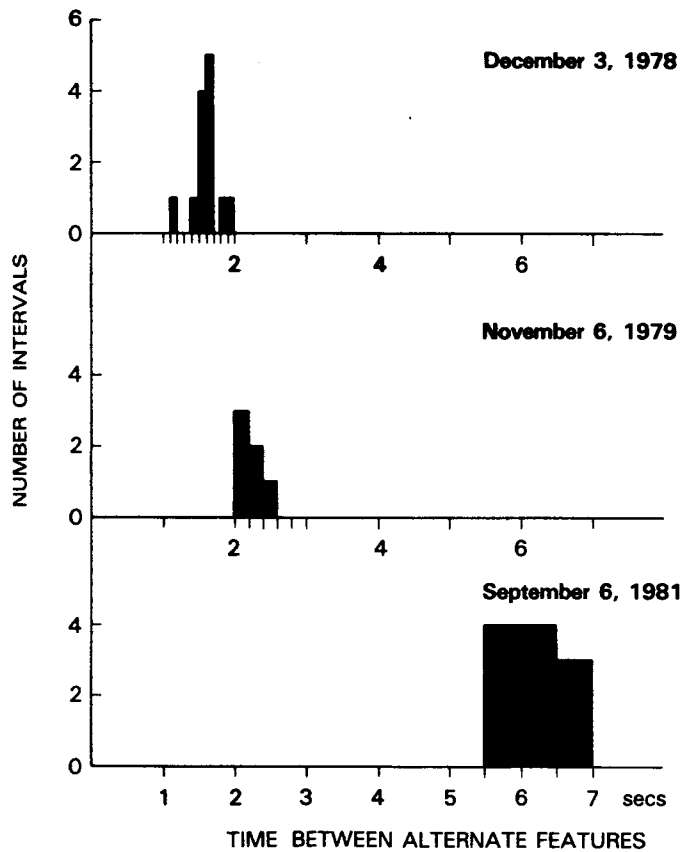 6
December 3, 1978
4
2
0
2 4 6
NUMBER OF INTERVALS
November 6, 1979
4
2
0
2 4 6
September 6, 1981
4
2
0
1 2 3 4 5 6 7 secs
TIME BETWEEN ALTERNATE FEATURES